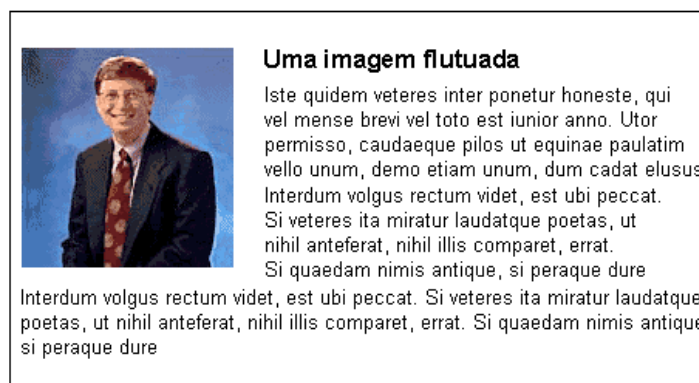 Uma imagem flutuada
Iste quidem veteres inter ponetur honeste, qui
vel mense brevi vel toto est iunior anno. Utor
permisso, caudaeque pilos ut equinae paulatim
vello unum, demo etiam unum, dum cadat elusus
Interdum volgus rectum videt, est ubi peccat.
Si veteres ita miratur laudatque poetas, ut
nihil anteferat, nihil illis comparet, errat.
Si quaedam nimis antique, si peraque dure
Interdum volgus rectum videt, est ubi peccat. Si veteres ita miratur laudatque
poetas, ut nihil anteferat, nihil illis comparet, errat. Si quaedam nimis antique
si peraque dure